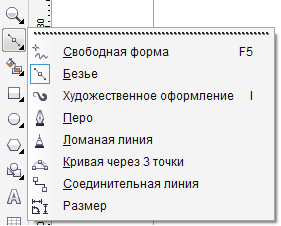 Свободная форма F5
Безье
Художественное оформление I
Перо
Ломаная линия
Кривая через 3 точки
Соединительная линия
Размер